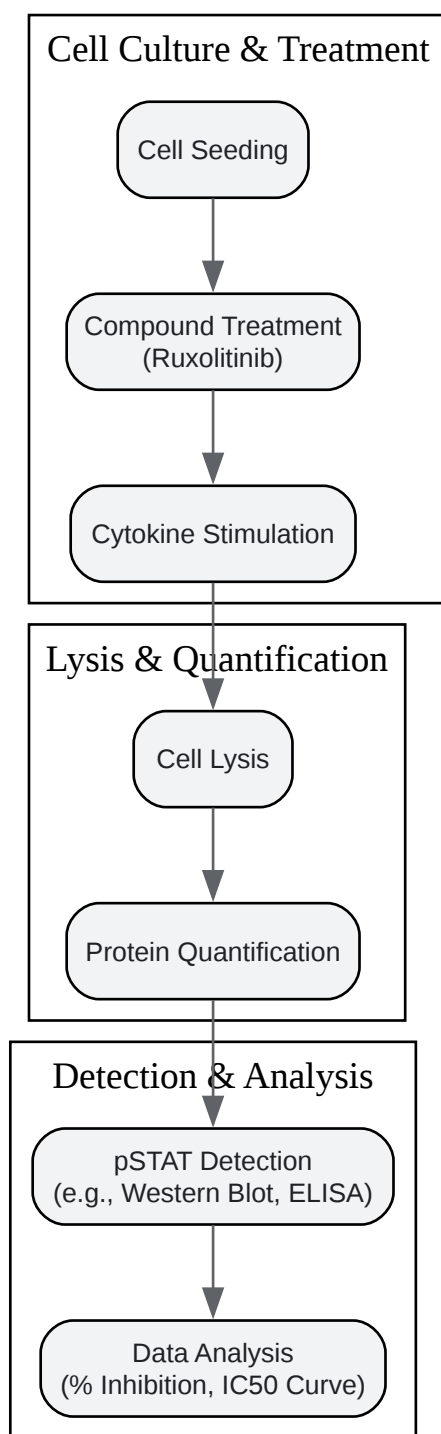 Cell Culture & Treatment
Cell Seeding
Compound Treatment
(Ruxolitinib)
Cytokine Stimulation
Lysis & Quantification
Cell Lysis
Protein Quantification
Detection & Analysis
pSTAT Detection
(e.g., Western Blot, ELISA)
Data Analysis
(% Inhibition, IC50 Curve)